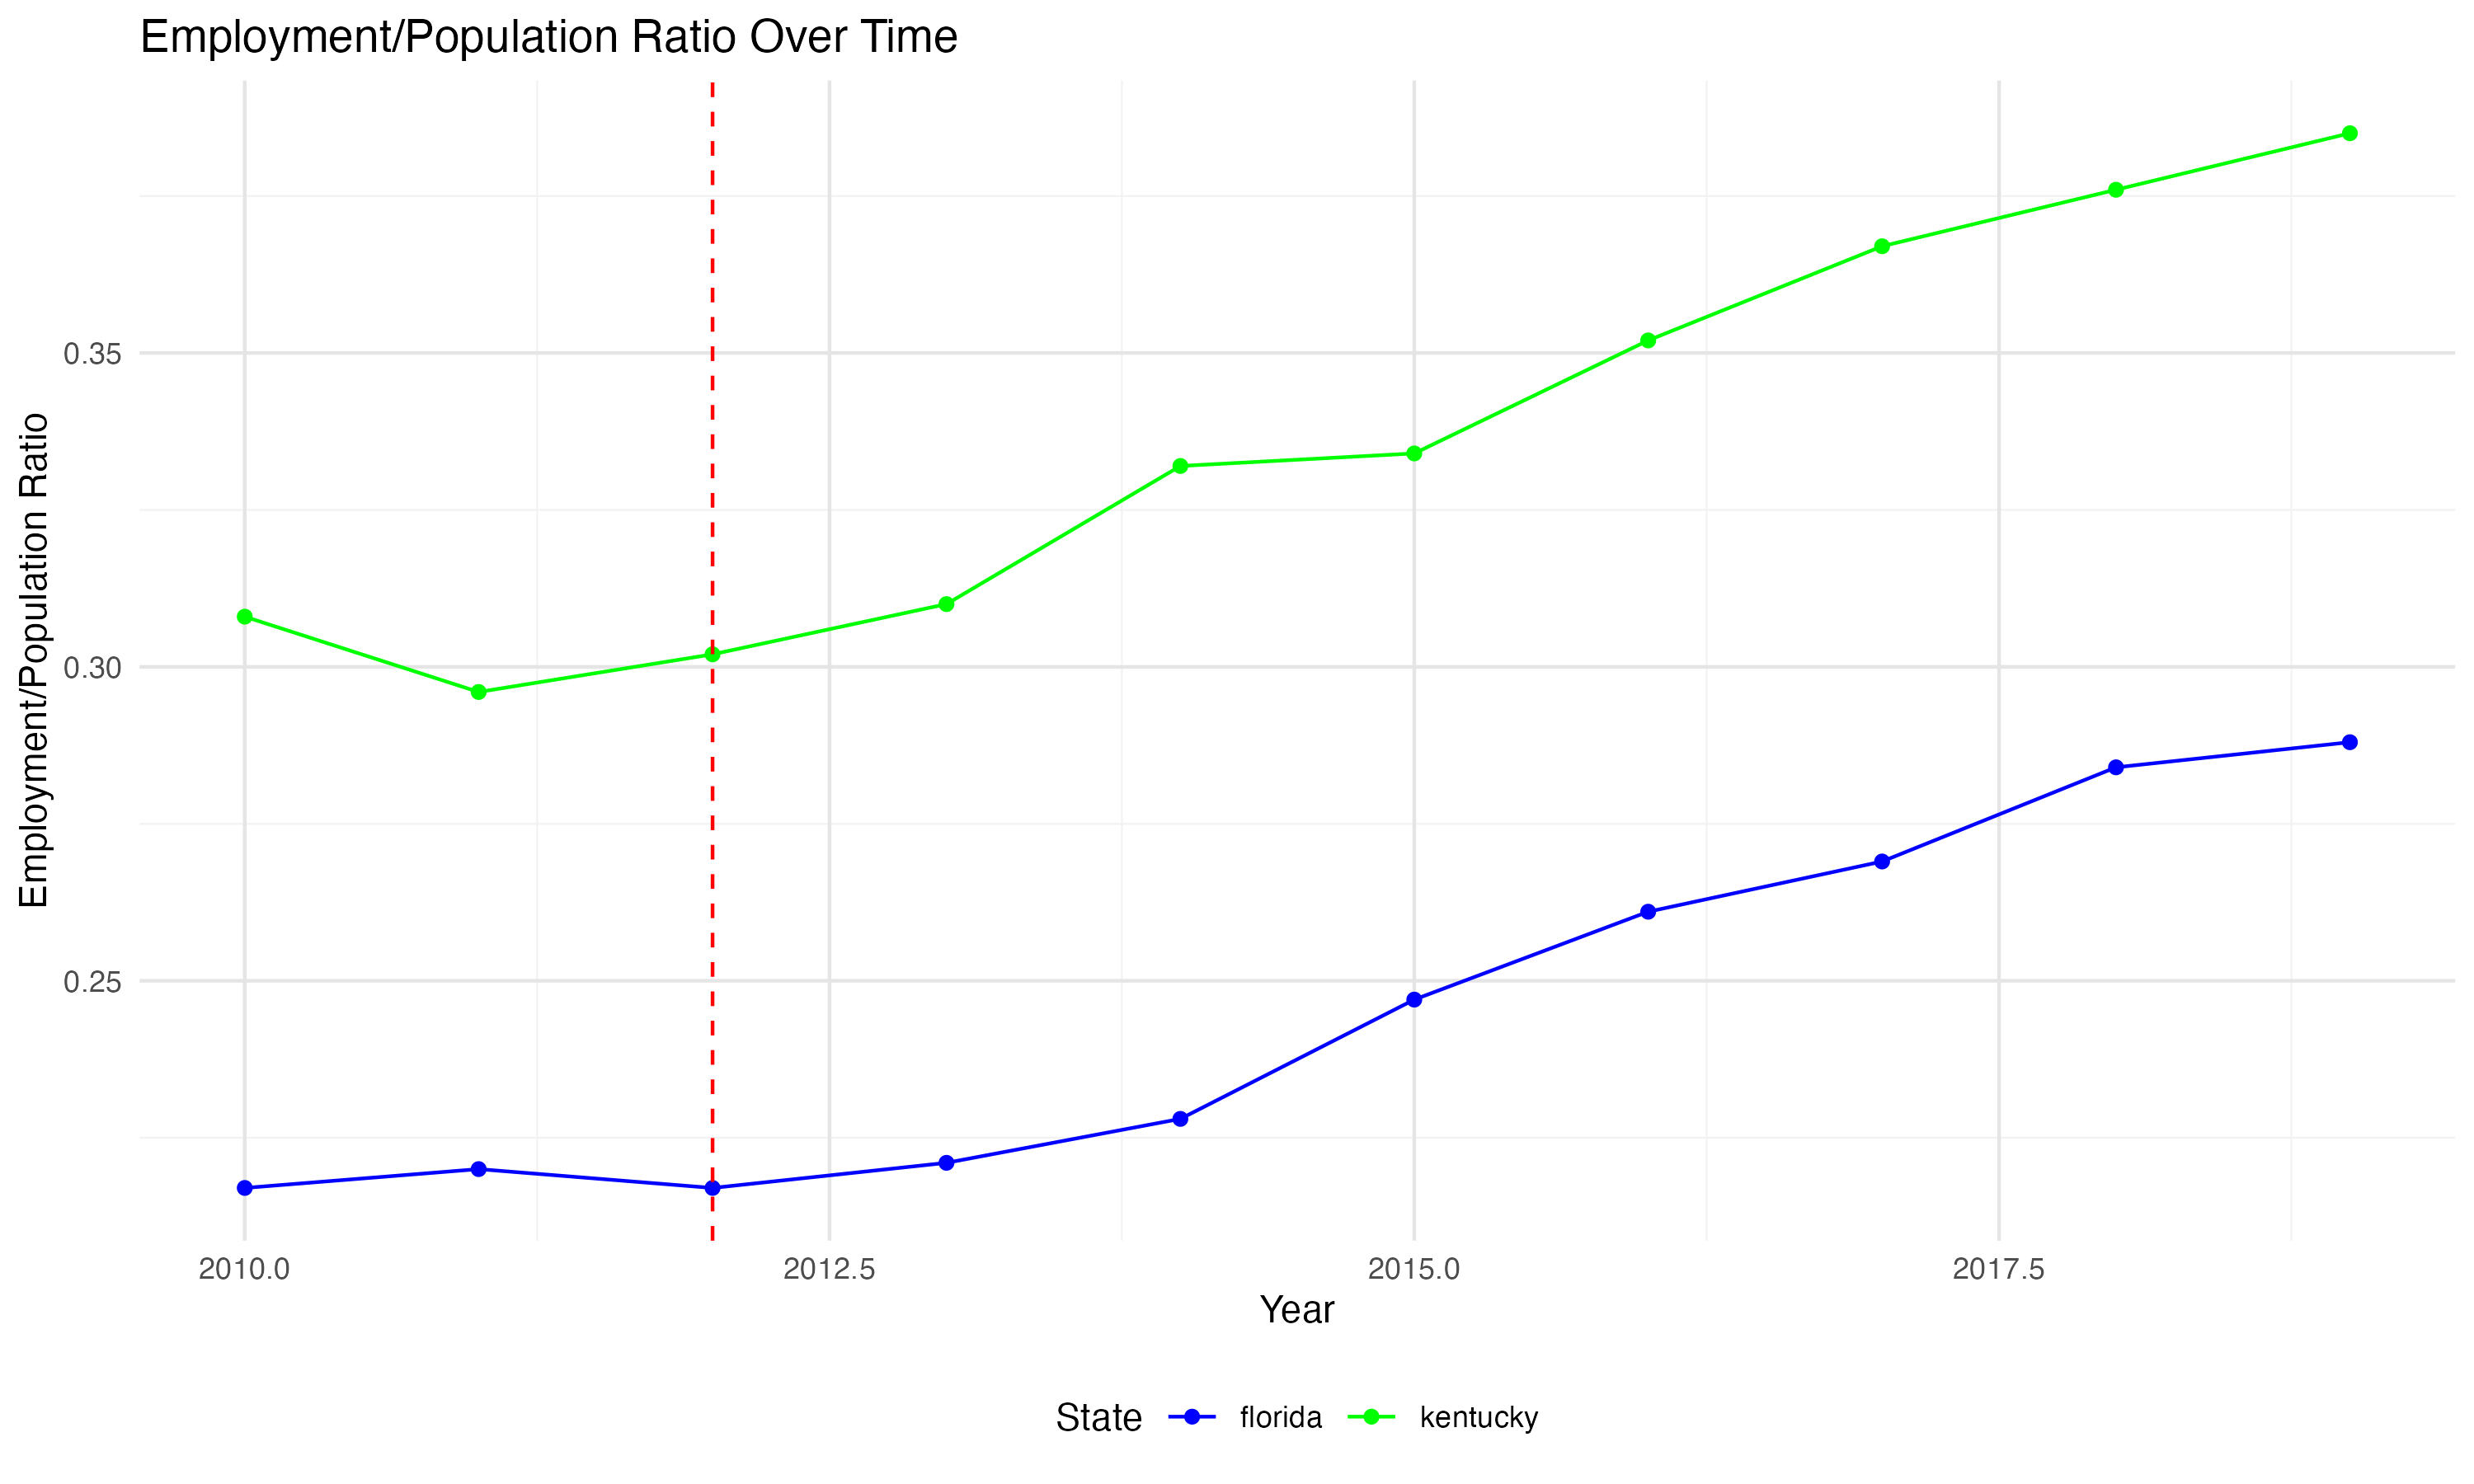 Employment/Population Ratio Over Time
Employment/Population Ratio
0.35
0.30
0.25
2010.0
2012.5
2015.0
2017.5
Year
State florida kentucky